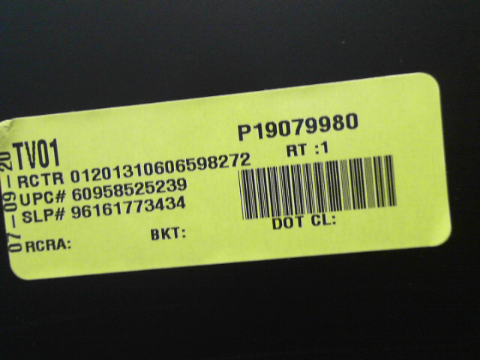 07-09-20
TV01
P19079980
RCTR 01201310606598272
RT :1
UPC# 60958525239
SLP# 96161773434
RCRA:
BKT:
DOT CL: